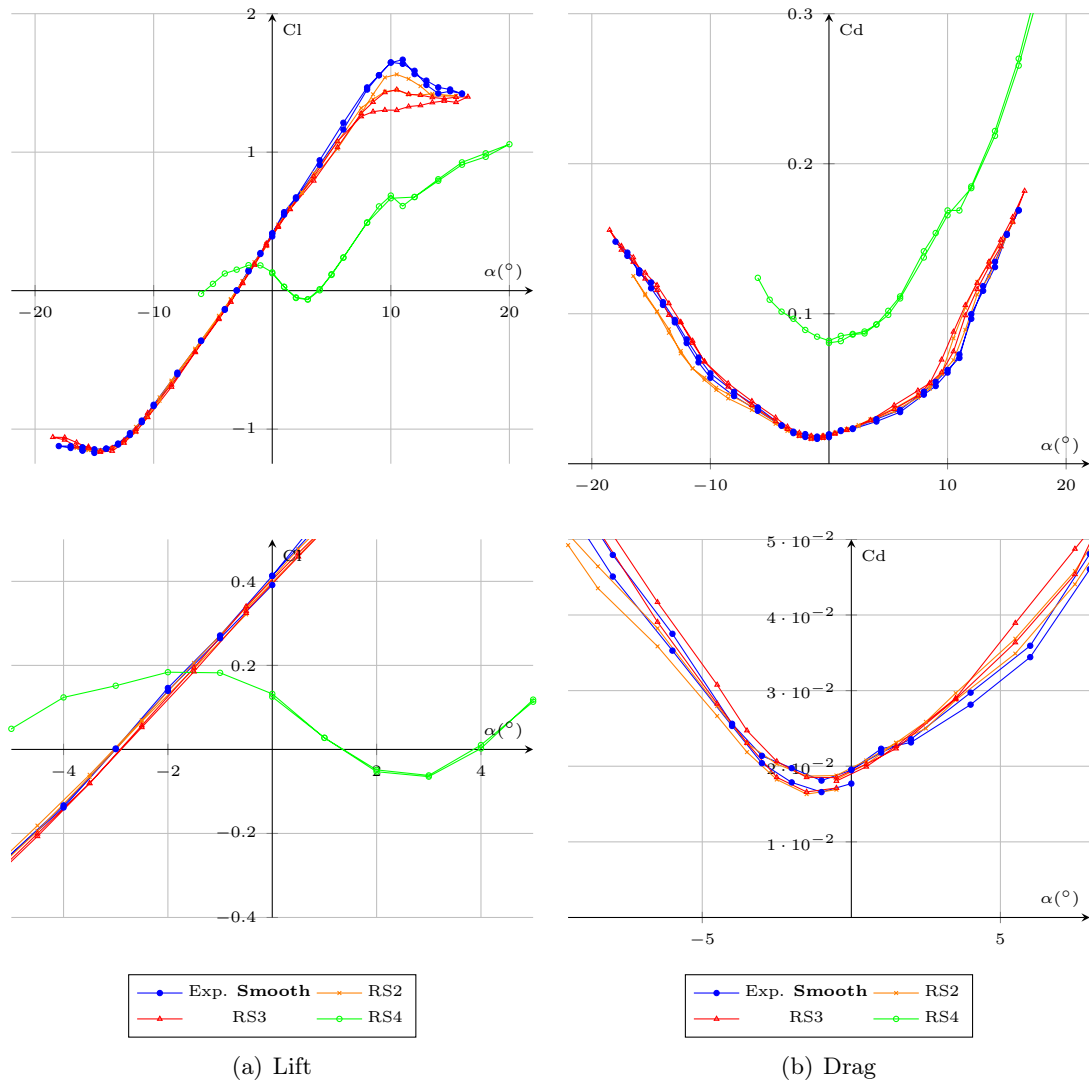 2
Cl
1
α(°)
−20 −10 10 20
−1
0.3
Cd
0.2
0.1
α(°)
−20 −10 10 20
Cl
0.4
0.2
α(°)
−4 −2 2 4
−0.2
−0.4
5 · 10⁻²
Cd
4 · 10⁻²
3 · 10⁻²
2 · 10⁻²
1 · 10⁻²
α(°)
−5 5
Exp. Smooth RS2
RS3 RS4
Exp. Smooth RS2
RS3 RS4
(a) Lift
(b) Drag